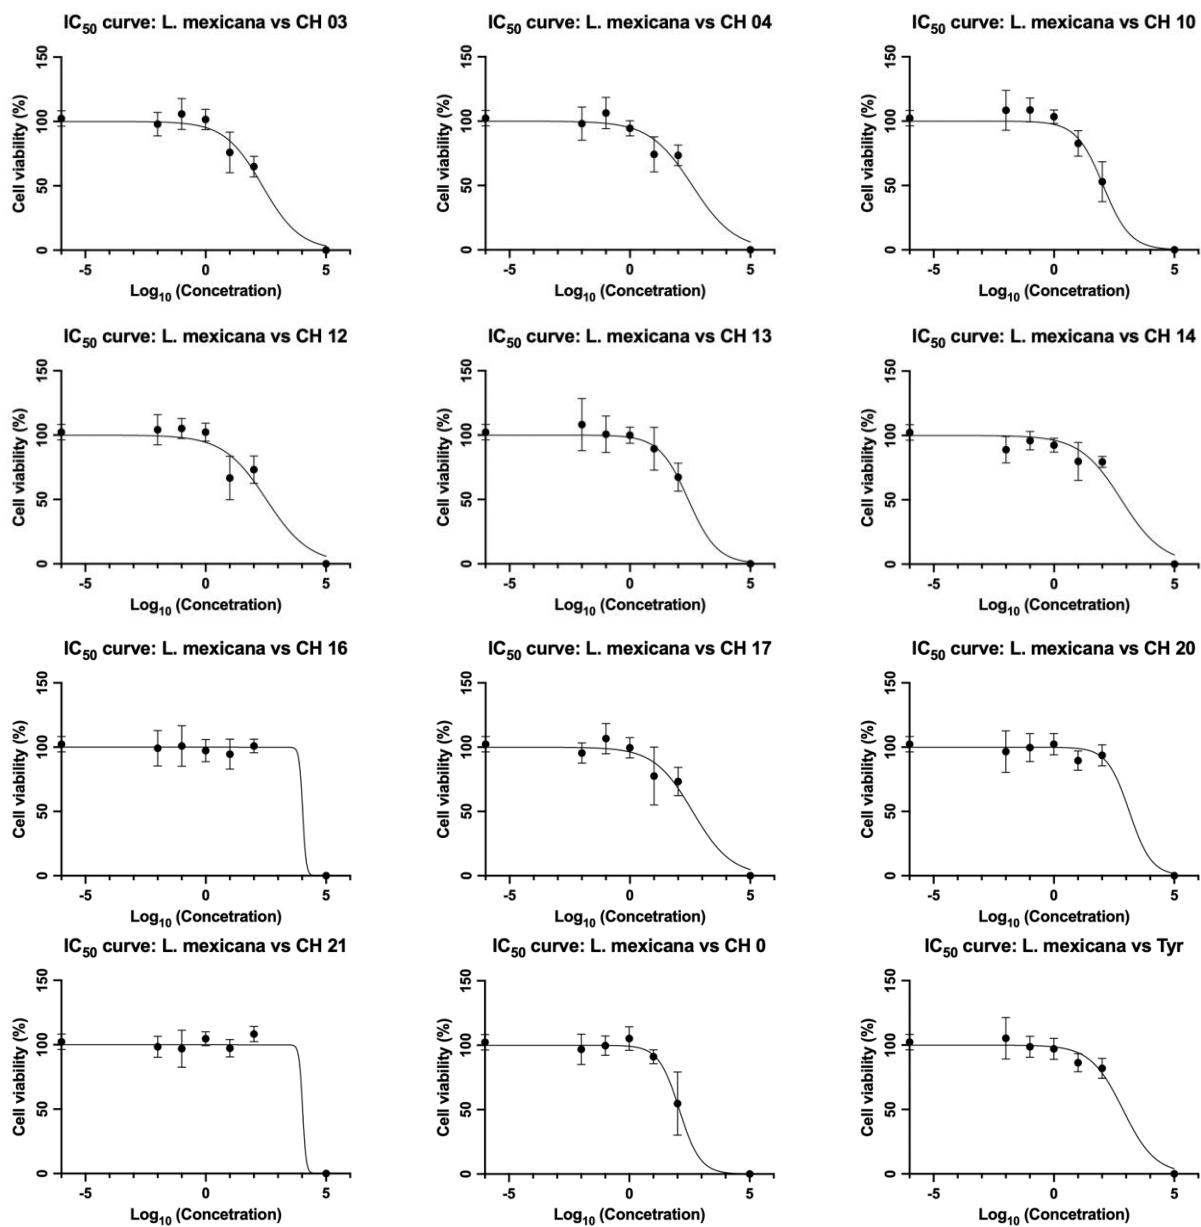 IC50 curve: L. mexicana vs CH 03
150
100
50
0
Cell viability (%)
-5 0 5
Log10 (Concetration)
IC50 curve: L. mexicana vs CH 04
150
100
50
0
Cell viability (%)
-5 0 5
Log10 (Concetration)
IC50 curve: L. mexicana vs CH 10
150
100
50
0
Cell viability (%)
-5 0 5
Log10 (Concetration)
IC50 curve: L. mexicana vs CH 12
150
100
50
0
Cell viability (%)
-5 0 5
Log10 (Concetration)
IC50 curve: L. mexicana vs CH 13
150
100
50
0
Cell viability (%)
-5 0 5
Log10 (Concetration)
IC50 curve: L. mexicana vs CH 14
150
100
50
0
Cell viability (%)
-5 0 5
Log10 (Concetration)
IC50 curve: L. mexicana vs CH 16
150
100
50
0
Cell viability (%)
-5 0 5
Log10 (Concetration)
IC50 curve: L. mexicana vs CH 17
150
100
50
0
Cell viability (%)
-5 0 5
Log10 (Concetration)
IC50 curve: L. mexicana vs CH 20
150
100
50
0
Cell viability (%)
-5 0 5
Log10 (Concetration)
IC50 curve: L. mexicana vs CH 21
150
100
50
0
Cell viability (%)
-5 0 5
Log10 (Concetration)
IC50 curve: L. mexicana vs CH 0
150
100
50
0
Cell viability (%)
-5 0 5
Log10 (Concetration)
IC50 curve: L. mexicana vs Tyr
150
100
50
0
Cell viability (%)
-5 0 5
Log10 (Concetration)